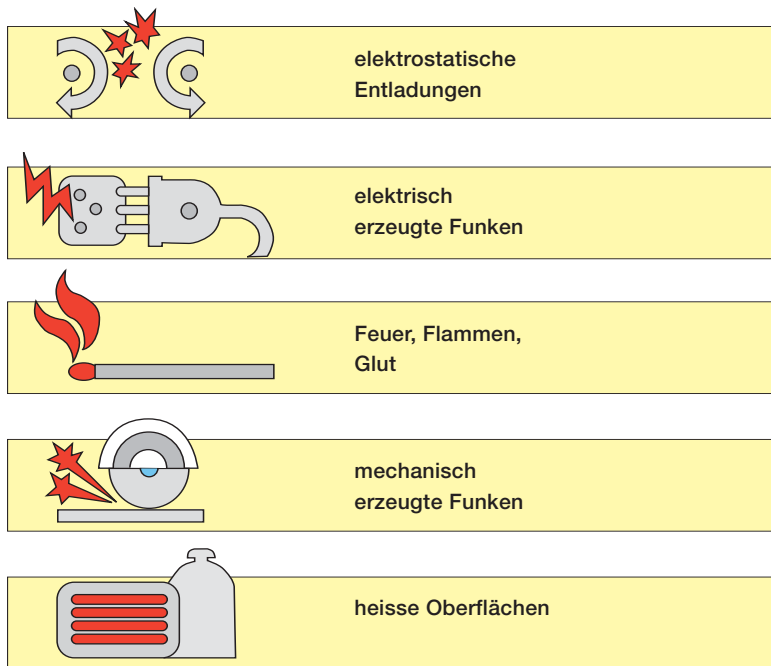 elektrostatische
Entladungen
elektrisch
erzeugte Funken
Feuer, Flammen,
Glut
mechanisch
erzeugte Funken
heisse Oberflächen